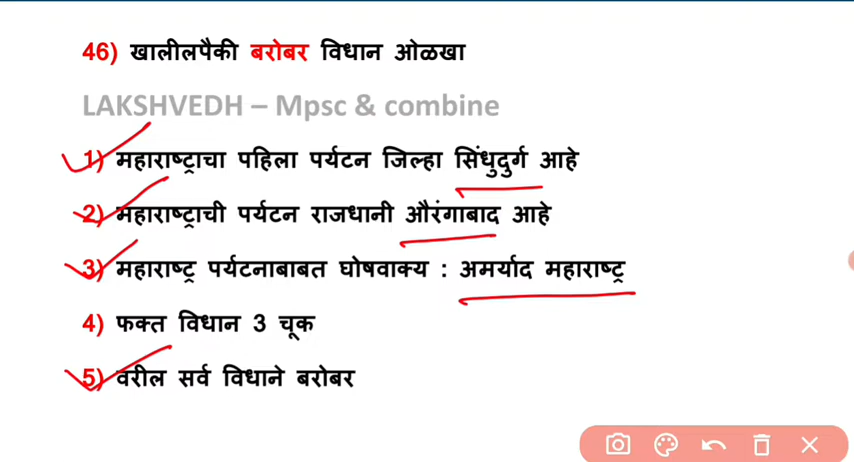 46) खालीलपैकी बरोबर विधान ओळखा
LAKSHVEDH – Mpsc & combine
1) महाराष्ट्राचा पहिला पर्यटन जिल्हा सिंधुदुर्ग आहे
2) महाराष्ट्राची पर्यटन राजधानी औरंगाबाद आहे
3) महाराष्ट्र पर्यटनाबाबत घोषवाक्य : अमर्याद महाराष्ट्र
4) फक्त विधान 3 चूक
5) वरील सर्व विधाने बरोबर